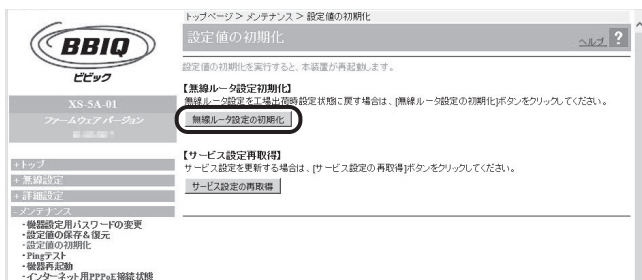 BBIQ
ビビック
XS-5A-01
ファームウェアバージョン
+トップ
+無線設定
+詳細設定
-メンテナンス
・機器設定用パスワードの変更
・設定値の保存&復元
・設定値の初期化
・Pingテスト
・機器再起動
・インターネット用PPPoE接続状態
トップページ > メンテナンス > 設定値の初期化
設定値の初期化
ヘルプ ?
設定値の初期化を実行すると、本装置が再起動します。
【無線ルータ設定初期化】
無線ルータ設定を工場出荷時設定状態に戻す場合は、[無線ルータ設定の初期化]ボタンをクリックしてください。
無線ルータ設定の初期化
【サービス設定再取得】
サービス設定を更新する場合は、[サービス設定の再取得]ボタンをクリックしてください。
サービス設定の再取得